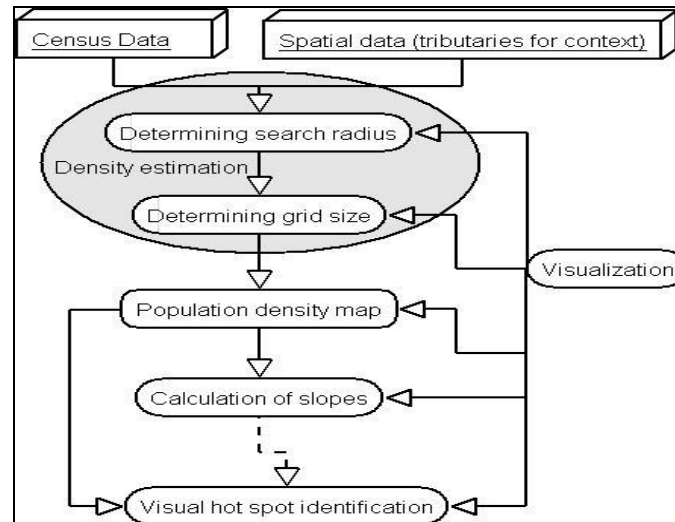 Census Data
Spatial data (tributaries for context)
Determining search radius
Density estimation
Determining grid size
Visualization
Population density map
Calculation of slopes
Visual hot spot identification